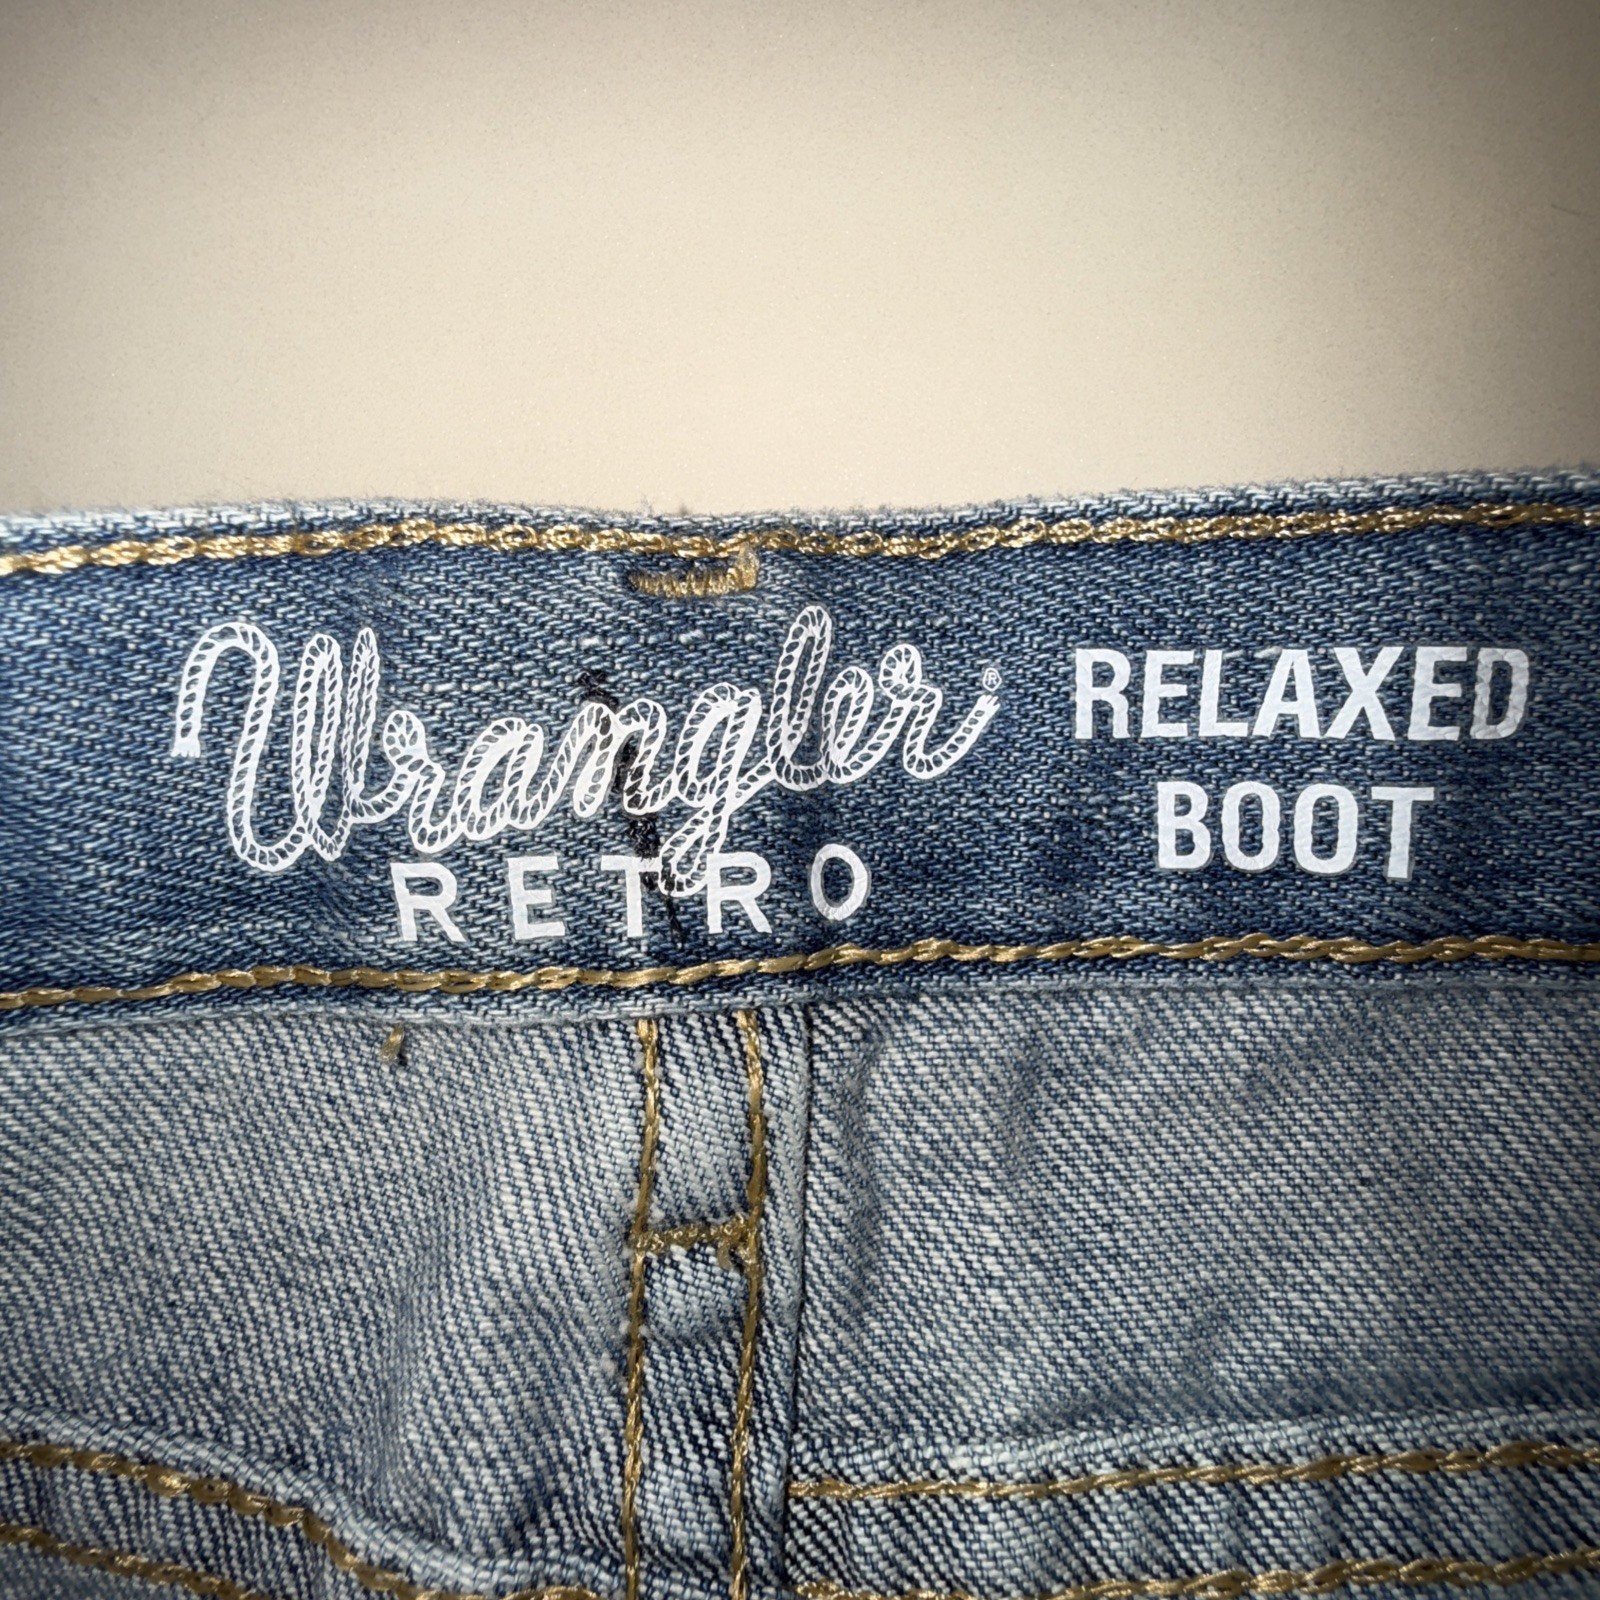 Wrangler®
RETRO
RELAXED
BOOT